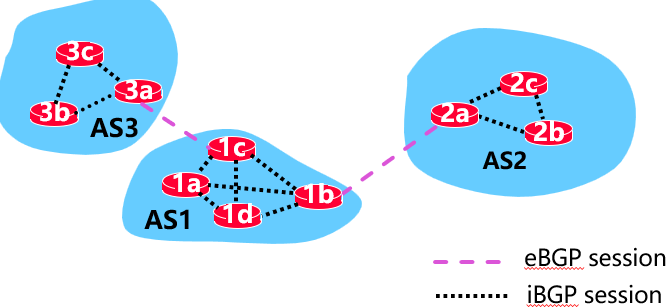 3c
3a
3b
AS3
2c
2a
2b
AS2
1c
1a
1b
1d
AS1
eBGP session
iBGP session